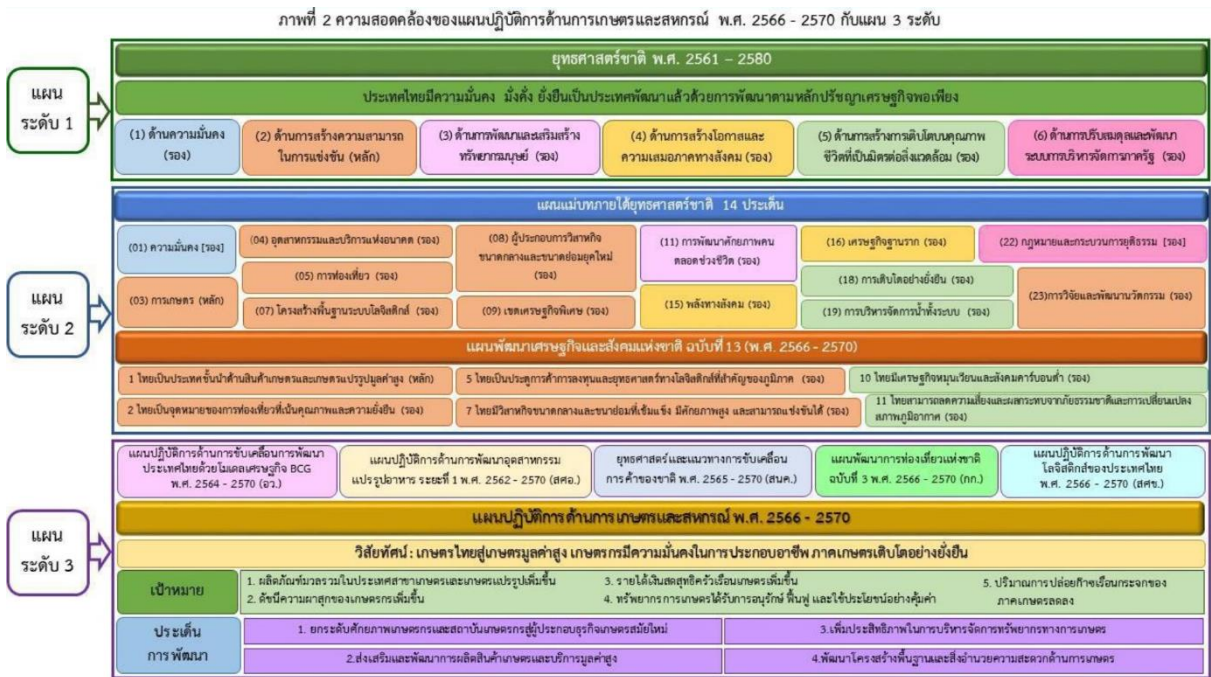 ภาพที่ 2 ความสอดคล้องของแผนปฏิบัติการด้านการเกษตรและสหกรณ์ พ.ศ. 2566 - 2570 กับแผน 3 ระดับ
แผน
ระดับ 1
ยุทธศาสตร์ชาติ พ.ศ. 2561 – 2580
ประเทศไทยมีความมั่นคง มั่งคั่ง ยั่งยืนเป็นประเทศพัฒนาแล้วด้วยการพัฒนาตามหลักปรัชญาเศรษฐกิจพอเพียง
(1) ด้านความมั่นคง
(รอง)
(2) ด้านการสร้างความสามารถ
ในการแข่งขัน (หลัก)
(3) ด้านการพัฒนาและเสริมสร้าง
ทรัพยากรมนุษย์ (รอง)
(4) ด้านการสร้างโอกาสและ
ความเสมอภาคทางสังคม (รอง)
(5) ด้านการสร้างการเติบโตบนคุณภาพ
ชีวิตที่เป็นมิตรต่อสิ่งแวดล้อม (รอง)
(6) ด้านการปรับสมดุลและพัฒนา
ระบบการบริหารจัดการภาครัฐ (รอง)
แผน
ระดับ 2
แผนแม่บทภายใต้ยุทธศาสตร์ชาติ 14 ประเด็น
(01) ความมั่นคง [รอง]
(03) การเกษตร (หลัก)
(04) อุตสาหกรรมและบริการแห่งอนาคต (รอง)
(05) การท่องเที่ยว (รอง)
(07) โครงสร้างพื้นฐานระบบโลจิสติกส์ (รอง)
(08) ผู้ประกอบการวิสาหกิจ
ขนาดกลางและขนาดย่อมยุคใหม่
(รอง)
(09) เขตเศรษฐกิจพิเศษ (รอง)
(11) การพัฒนาศักยภาพคน
ตลอดช่วงชีวิต (รอง)
(15) พลังทางสังคม (รอง)
(16) เศรษฐกิจฐานราก (รอง)
(18) การเติบโตอย่างยั่งยืน (รอง)
(19) การบริหารจัดการน้ำทั้งระบบ (รอง)
(22) กฎหมายและกระบวนการยุติธรรม [รอง]
(23)การวิจัยและพัฒนานวัตกรรม (รอง)
แผนพัฒนาเศรษฐกิจและสังคมแห่งชาติ ฉบับที่ 13 (พ.ศ. 2566 - 2570)
1 ไทยเป็นประเทศชั้นนำด้านสินค้าเกษตรและเกษตรแปรรูปมูลค่าสูง (หลัก)
2 ไทยเป็นจุดหมายของการท่องเที่ยวที่เน้นคุณภาพและความยั่งยืน (รอง)
5 ไทยเป็นประตูการค้าการลงทุนและยุทธศาสตร์ทางโลจิสติกส์ที่สำคัญของภูมิภาค (รอง)
7 ไทยมีวิสาหกิจขนาดกลางและขนาย่อมที่เข้มแข็ง มีศักยภาพสูง และสามารถแข่งขันได้ (รอง)
10 ไทยมีเศรษฐกิจหมุนเวียนและสังคมคาร์บอนต่ำ (รอง)
11 ไทยสามารถลดความเสี่ยงและผลกระทบจากภัยธรรมชาติและการเปลี่ยนแปลง
สภาพภูมิอากาศ (รอง)
แผน
ระดับ 3
แผนปฏิบัติการด้านการขับเคลื่อนการพัฒนา
ประเทศไทยด้วยโมเดลเศรษฐกิจ BCG
พ.ศ. 2564 - 2570 (อว.)
แผนปฏิบัติการด้านการพัฒนาอุตสาหกรรม
แปรรูปอาหาร ระยะที่ 1 พ.ศ. 2562 - 2570 (สศอ.)
ยุทธศาสตร์และแนวทางการขับเคลื่อน
การค้าของชาติ พ.ศ. 2565 - 2570 (สนค.)
แผนพัฒนาการท่องเที่ยวแห่งชาติ
ฉบับที่ 3 พ.ศ. 2566 - 2570 (กก.)
แผนปฏิบัติการด้านการพัฒนา
โลจิสติกส์ของประเทศไทย
พ.ศ. 2566 - 2570 (สศช.)
แผนปฏิบัติการด้านการเกษตรและสหกรณ์ พ.ศ. 2566 - 2570
วิสัยทัศน์ : เกษตรไทยสู่เกษตรมูลค่าสูง เกษตรกรมีความมั่นคงในการประกอบอาชีพ ภาคเกษตรเติบโตอย่างยั่งยืน
เป้าหมาย
1. ผลิตภัณฑ์มวลรวมในประเทศสาขาเกษตรและเกษตรแปรรูปเพิ่มขึ้น
2. ดัชนีความผาสุกของเกษตรกรเพิ่มขึ้น
3. รายได้เงินสดสุทธิครัวเรือนเกษตรเพิ่มขึ้น
4. ทรัพยากรการเกษตรได้รับการอนุรักษ์ ฟื้นฟู และใช้ประโยชน์อย่างคุ้มค่า
5. ปริมาณการปล่อยก๊าซเรือนกระจกของ
ภาคเกษตรลดลง
ประเด็น
การพัฒนา
1. ยกระดับศักยภาพเกษตรกรและสถาบันเกษตรกรสู่ผู้ประกอบธุรกิจเกษตรสมัยใหม่
2.ส่งเสริมและพัฒนาการผลิตสินค้าเกษตรและบริการมูลค่าสูง
3.เพิ่มประสิทธิภาพในการบริหารจัดการทรัพยากรทางการเกษตร
4.พัฒนาโครงสร้างพื้นฐานและสิ่งอำนวยความสะดวกด้านการเกษตร